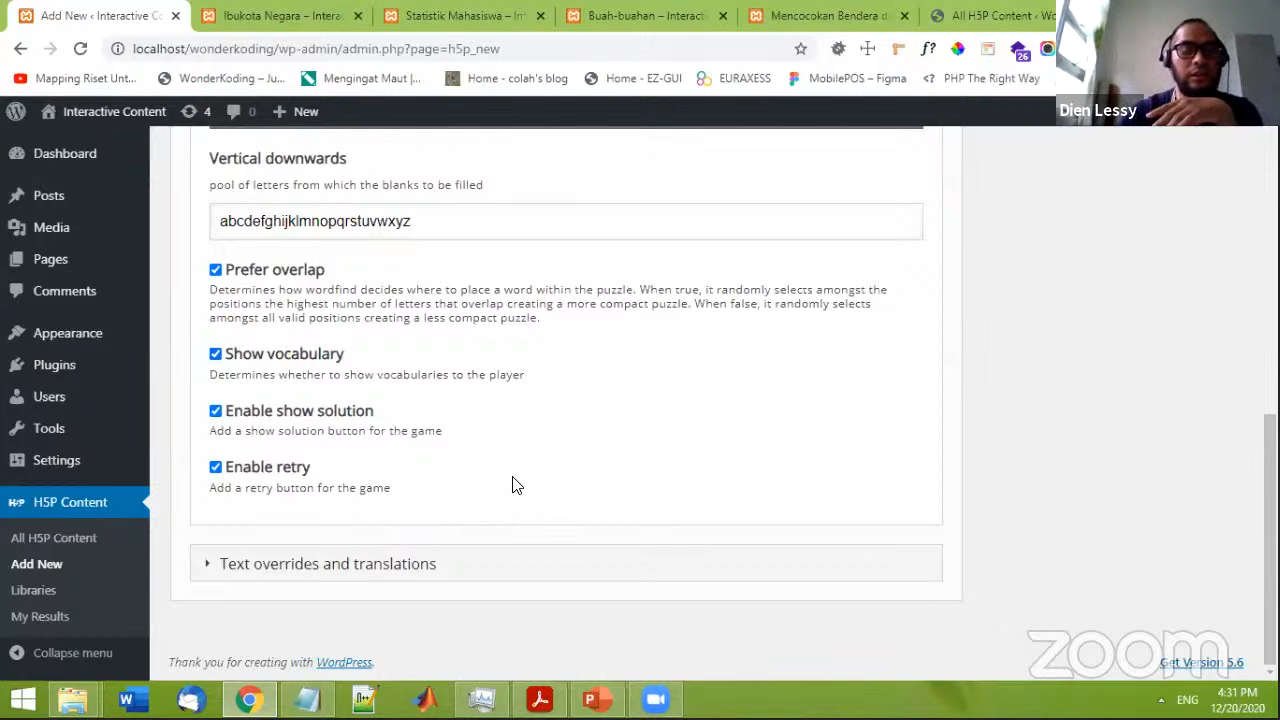 Add New ‹ Interactive Co
Ibukota Negara – Interac
Statistik Mahasiswa – Int
Buah-buahan – Interacti
Mencocokan Bendera d
All H5P Content ‹ Wo
localhost/wonderkoding/wp-admin/admin.php?page=h5p_new
f?
26
Mapping Riset Unt...
WonderKoding – Ju...
Mengingat Maut |...
Home - colah's blog
Home - EZ-GUI
EURAXESS
MobilePOS – Figma
PHP The Right Way
Dien Lessy
Interactive Content
4
0
New
Dashboard
Posts
Media
Pages
Comments
Appearance
Plugins
Users
Tools
Settings
H5P Content
All H5P Content
Add New
Libraries
My Results
Collapse menu
Vertical downwards
pool of letters from which the blanks to be filled
abcdefghijklmnopqrstuvwxyz
Prefer overlap
Determines how wordfind decides where to place a word within the puzzle. When true, it randomly selects amongst the
positions the highest number of letters that overlap creating a more compact puzzle. When false, it randomly selects
amongst all valid positions creating a less compact puzzle.
Show vocabulary
Determines whether to show vocabularies to the player
Enable show solution
Add a show solution button for the game
Enable retry
Add a retry button for the game
Text overrides and translations
Thank you for creating with WordPress.
Get Version 5.6
zoom
ENG
4:31 PM
12/20/2020